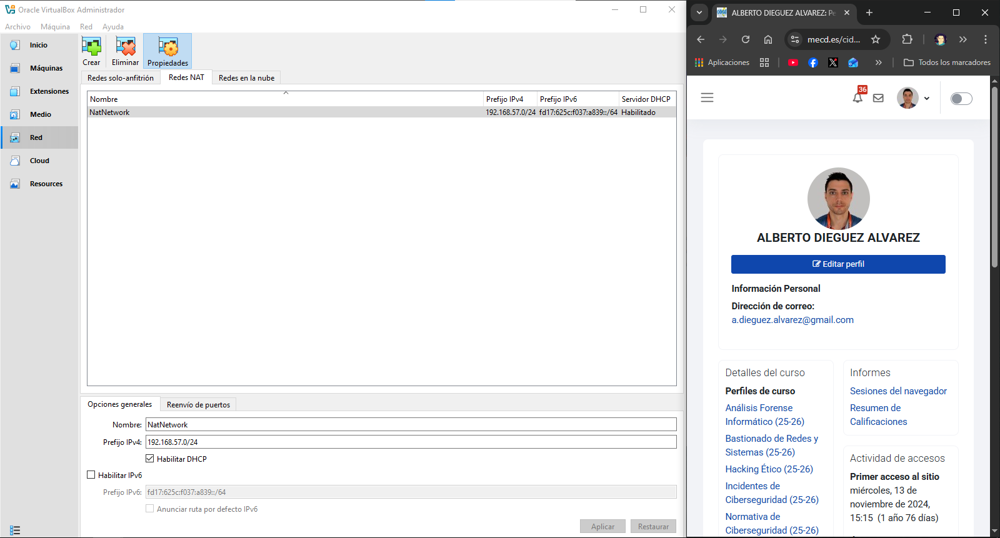 Oracle VirtualBox Administrador
Archivo Máquina Red Ayuda
Inicio
Máquinas
Extensiones
Medio
Red
Cloud
Resources
Crear
Eliminar
Propiedades
Redes solo-anfitrión Redes NAT Redes en la nube
Nombre Prefijo IPv4 Prefijo IPv6 Servidor DHCP
NatNetwork 192.168.57.0/24 fd17:625c:f037:a839::/64 Habilitado
Opciones generales Reenvío de puertos
Nombre: NatNetwork
Prefijo IPv4: 192.168.57.0/24
Habilitar DHCP
Habilitar IPv6
Prefijo IPv6: fd17:625c:f037:a839::/64
Anunciar ruta por defecto IPv6
Aplicar Restaurar
ALBERTO DIEGUEZ ALVAREZ: Pe
mecd.es/cid...
Aplicaciones
Todos los marcadores
36
ALBERTO DIEGUEZ ALVAREZ
Editar perfil
Información Personal
Dirección de correo:
a.dieguez.alvarez@gmail.com
Detalles del curso
Perfiles de curso
Análisis Forense
Informático (25-26)
Bastionado de Redes y
Sistemas (25-26)
Hacking Ético (25-26)
Incidentes de
Ciberseguridad (25-26)
Normativa de
Ciberseguridad (25-26)
Informes
Sesiones del navegador
Resumen de
Calificaciones
Actividad de accesos
Primer acceso al sitio
miércoles, 13 de
noviembre de 2024,
15:15 (1 año 76 días)